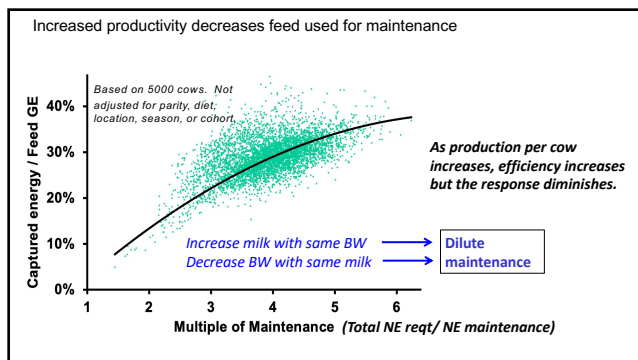 Increased productivity decreases feed used for maintenance
Based on 5000 cows. Not
adjusted for parity, diet,
location, season, or cohort.
Captured energy / Feed GE
40%
30%
20%
10%
0%
As production per cow
increases, efficiency increases
but the response diminishes.
Increase milk with same BW
Decrease BW with same milk
Dilute
maintenance
1 2 3 4 5 6
Multiple of Maintenance (Total NE reqt/ NE maintenance)